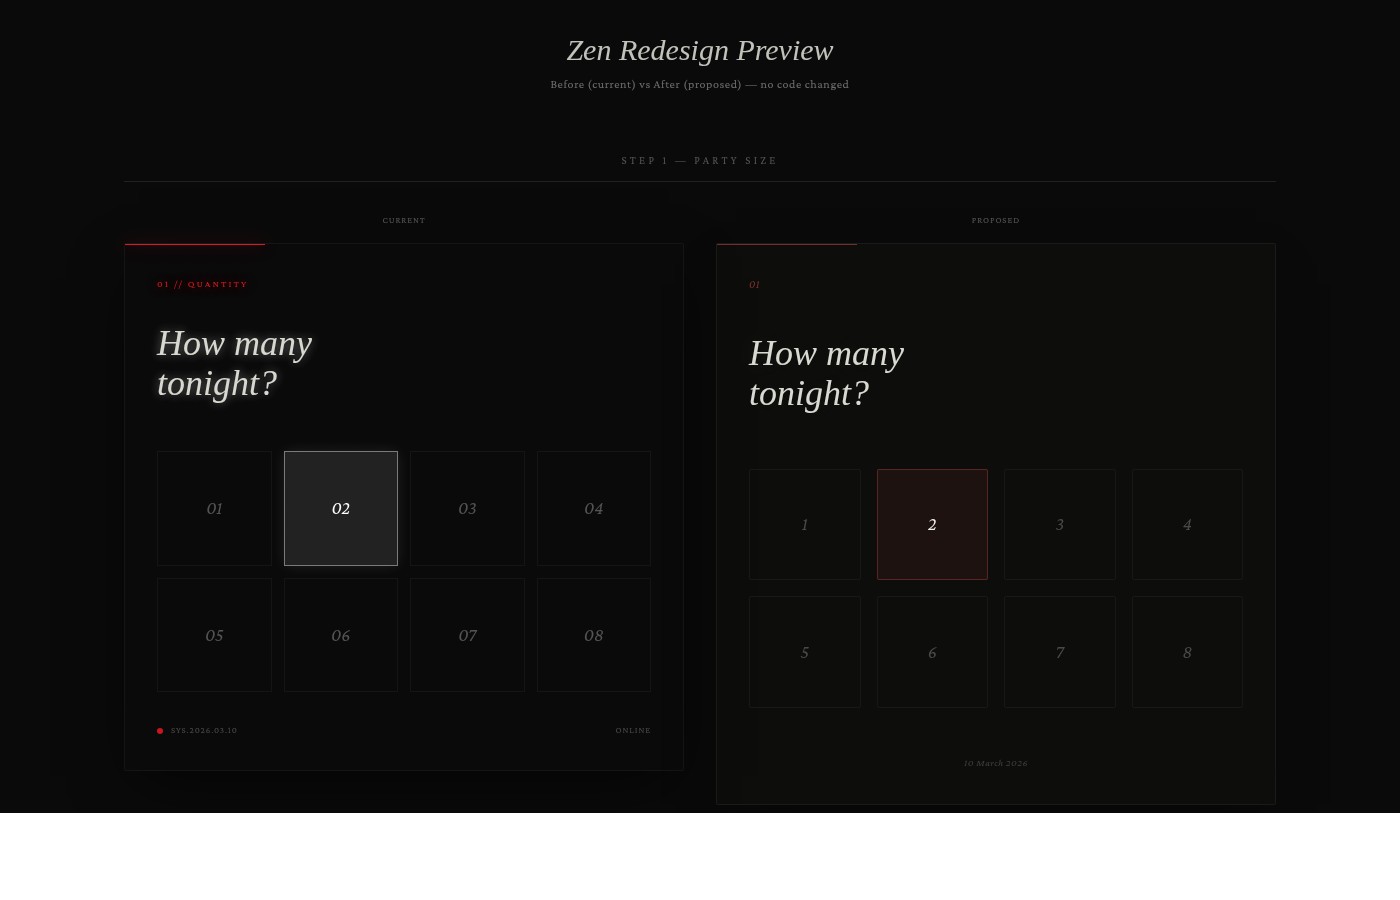 Zen Redesign Preview
Before (current) vs After (proposed) — no code changed
STEP 1 — PARTY SIZE
CURRENT
01 // QUANTITY
How many
tonight?
01 02 03 04
05 06 07 08
SYS.2026.03.10 ONLINE
PROPOSED
01
How many
tonight?
1 2 3 4
5 6 7 8
10 March 2026